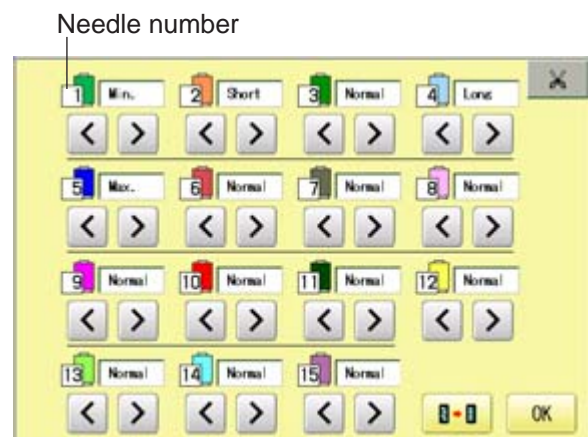 Needle number
1 Min. 2 Short 3 Normal 4 Long
5 Max. 6 Normal 7 Normal 8 Normal
9 Normal 10 Normal 11 Normal 12 Normal
13 Normal 14 Normal 15 Normal
OK